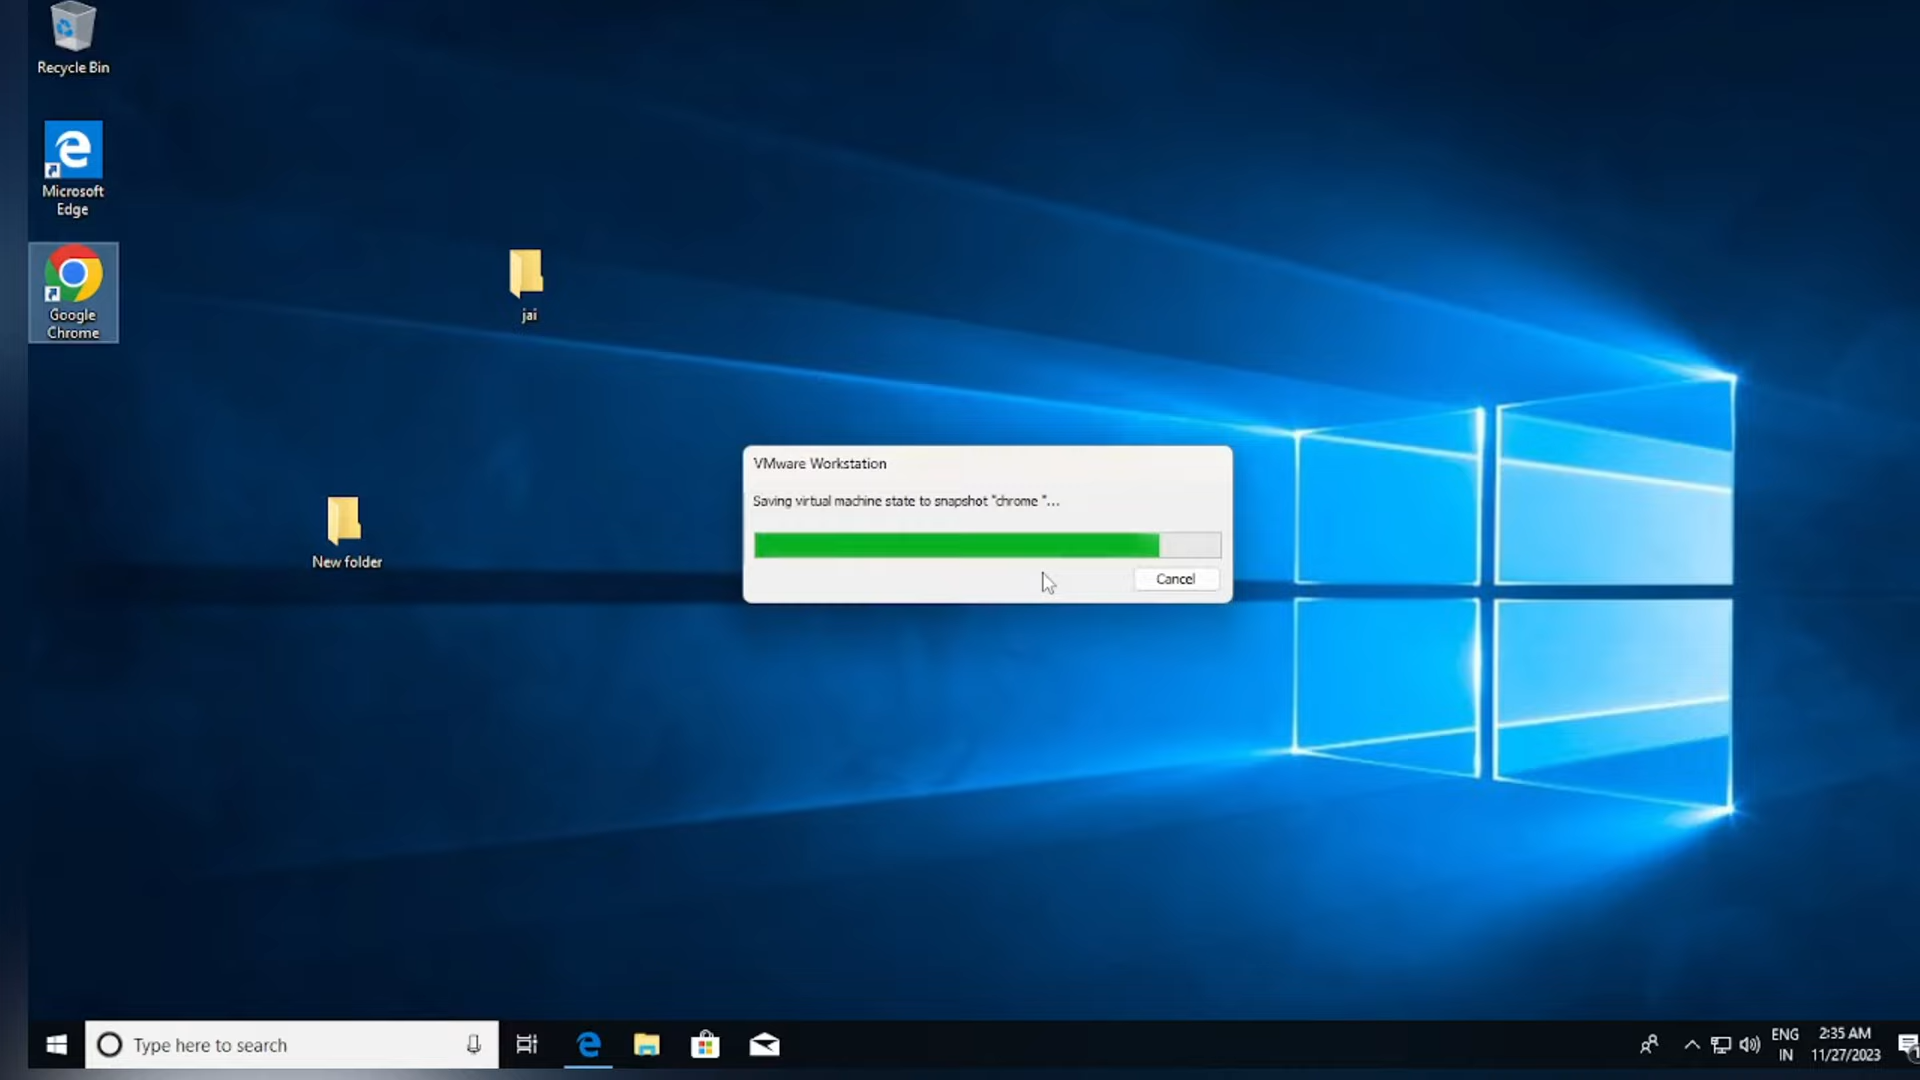 Recycle Bin
Microsoft
Edge
Google
Chrome
jai
New folder
VMware Workstation
Saving virtual machine state to snapshot "chrome "...
Cancel
Type here to search
ENG
IN
2:35 AM
11/27/2023
1